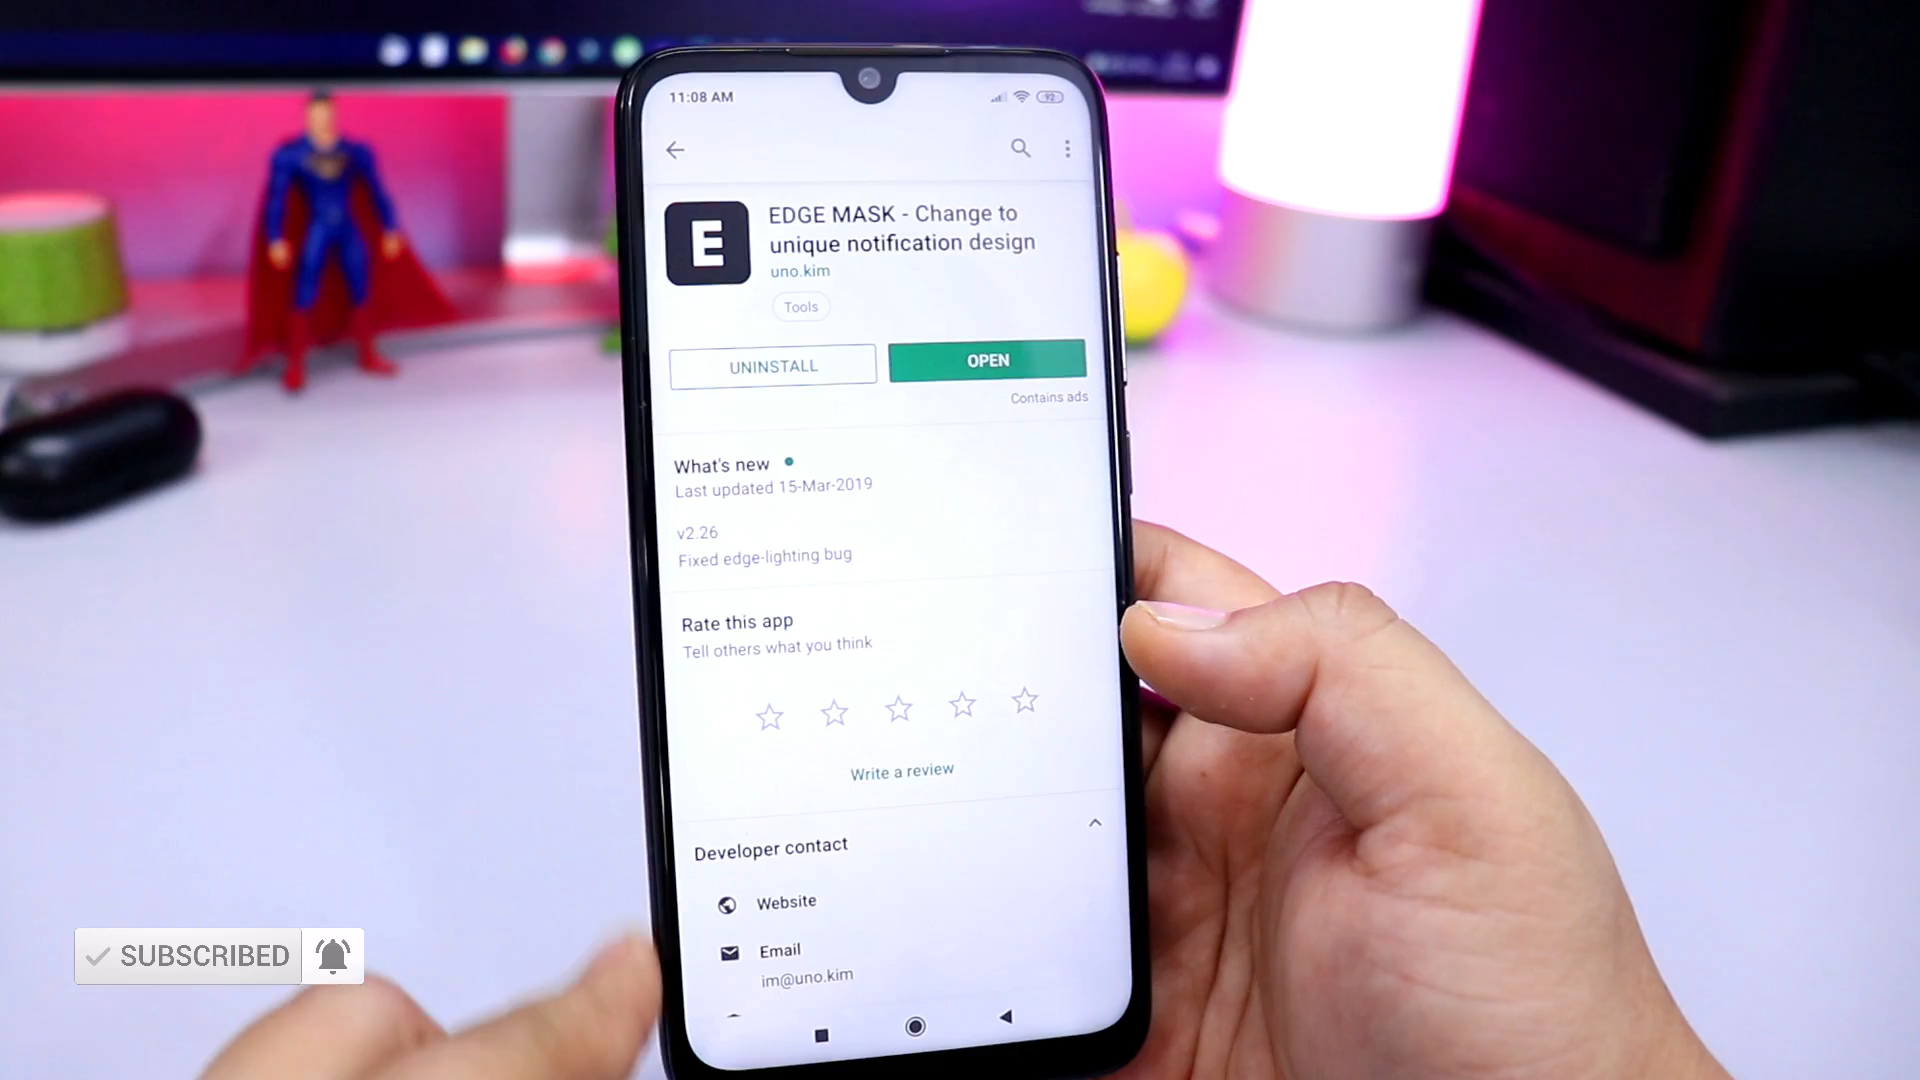 11:08 AM
92
E
EDGE MASK - Change to
unique notification design
uno.kim
Tools
UNINSTALL
OPEN
Contains ads
What's new
Last updated 15-Mar-2019
v2.26
Fixed edge-lighting bug
Rate this app
Tell others what you think
Write a review
Developer contact
Website
Email
im@uno.kim
SUBSCRIBED